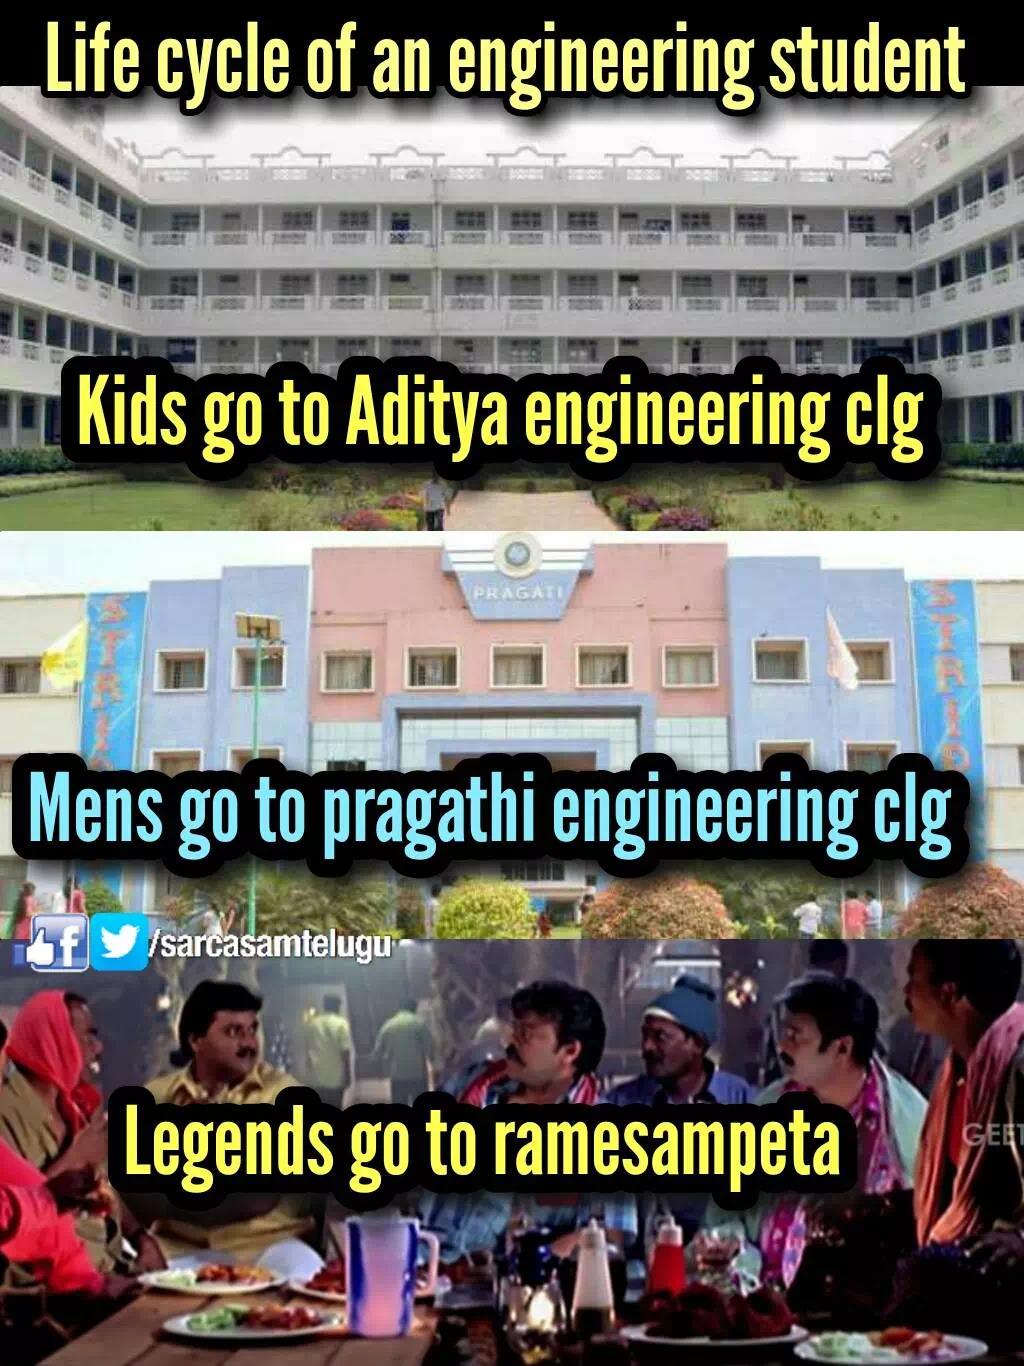 Life cycle of an engineering student
Kids go to Aditya engineering clg
PRAGATI
Mens go to pragathi engineering clg
f /sarcasamtelugu
Legends go to ramesampeta
GEET